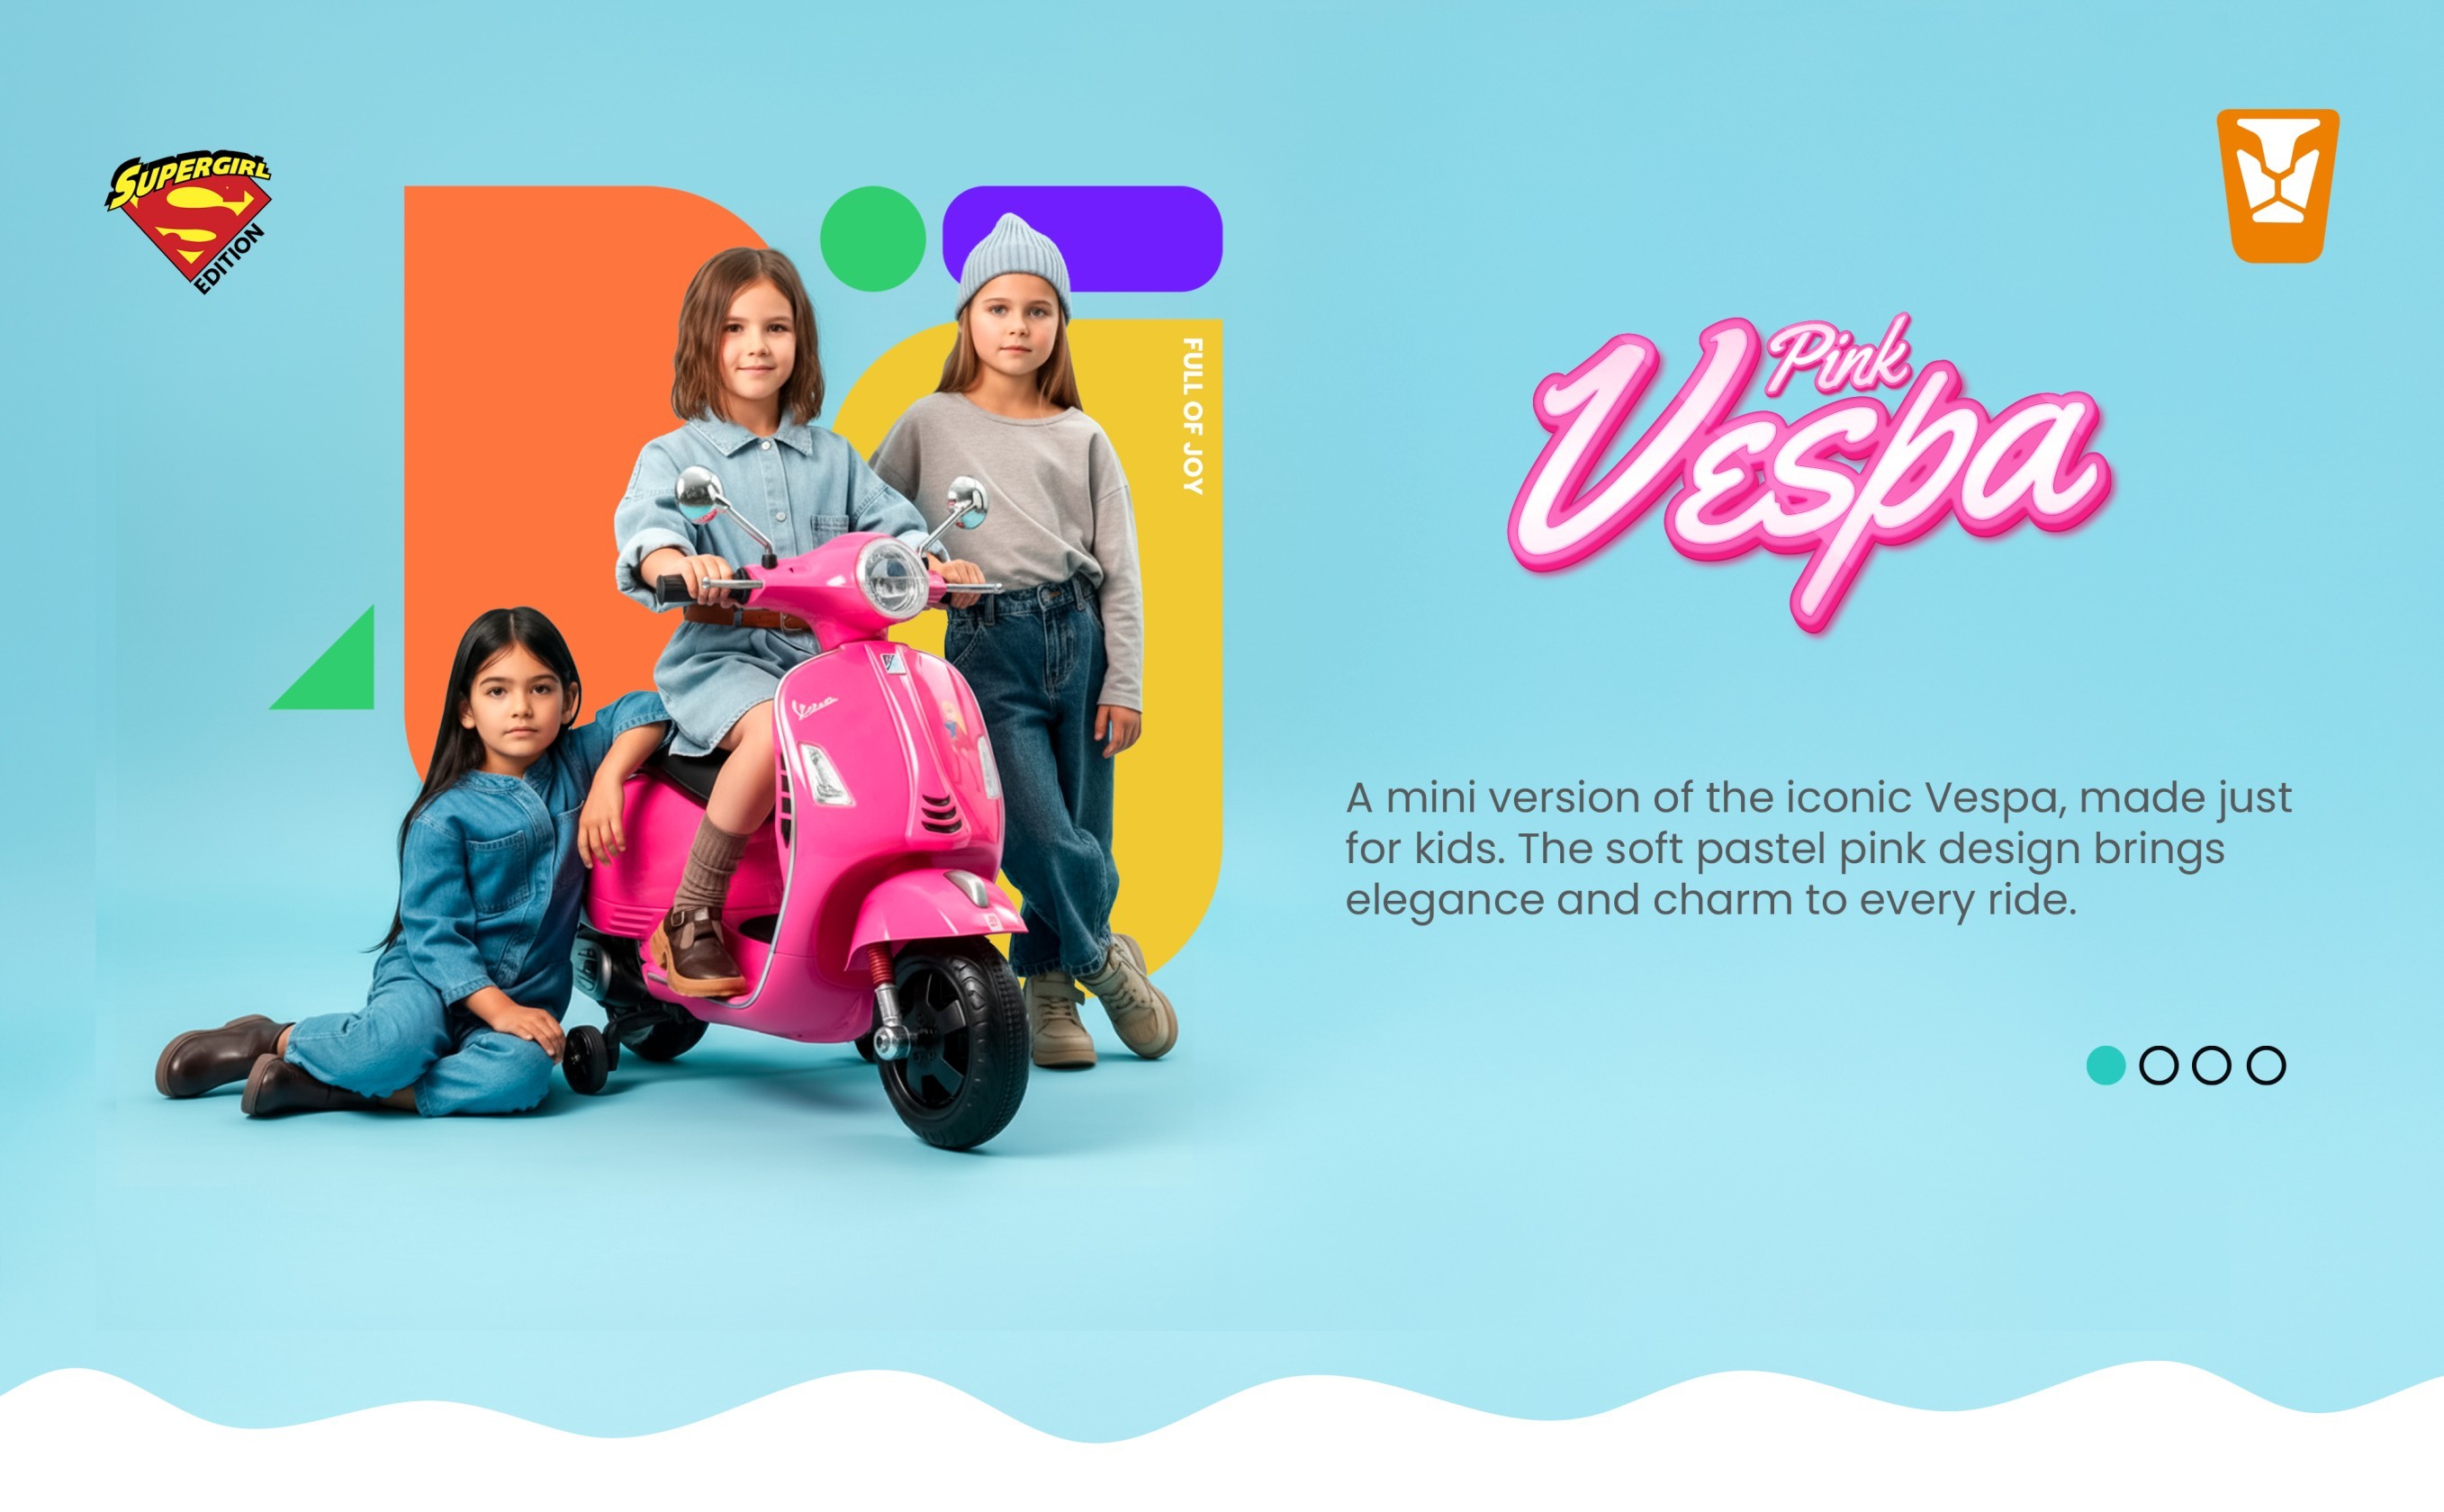 SUPERGIRL
EDITION
FULL OF JOY
Pink
Vespa
Vespa
A mini version of the iconic Vespa, made just
for kids. The soft pastel pink design brings
elegance and charm to every ride.